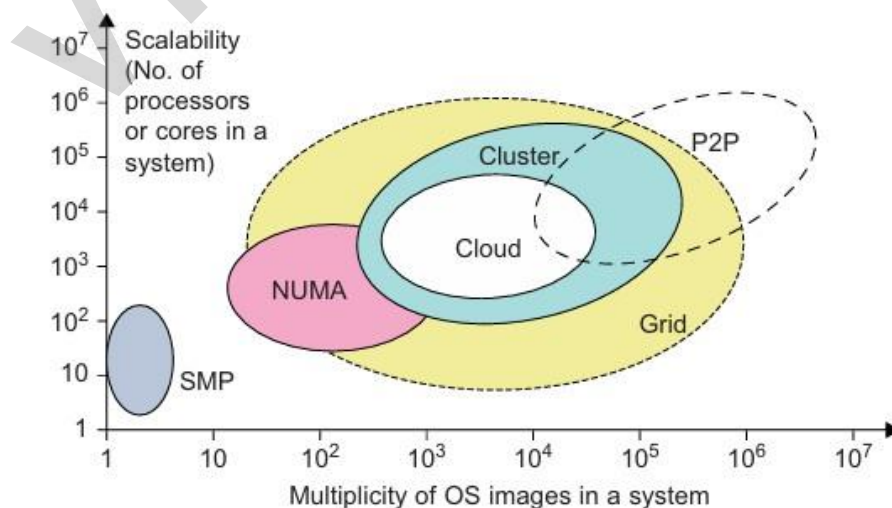 10⁷
Scalability
(No. of
processors
or cores in a
system)
10⁶
10⁵
10⁴
10³
10²
10
1
Cluster
P2P
Cloud
NUMA
Grid
SMP
1 10 10² 10³ 10⁴ 10⁵ 10⁶ 10⁷
Multiplicity of OS images in a system